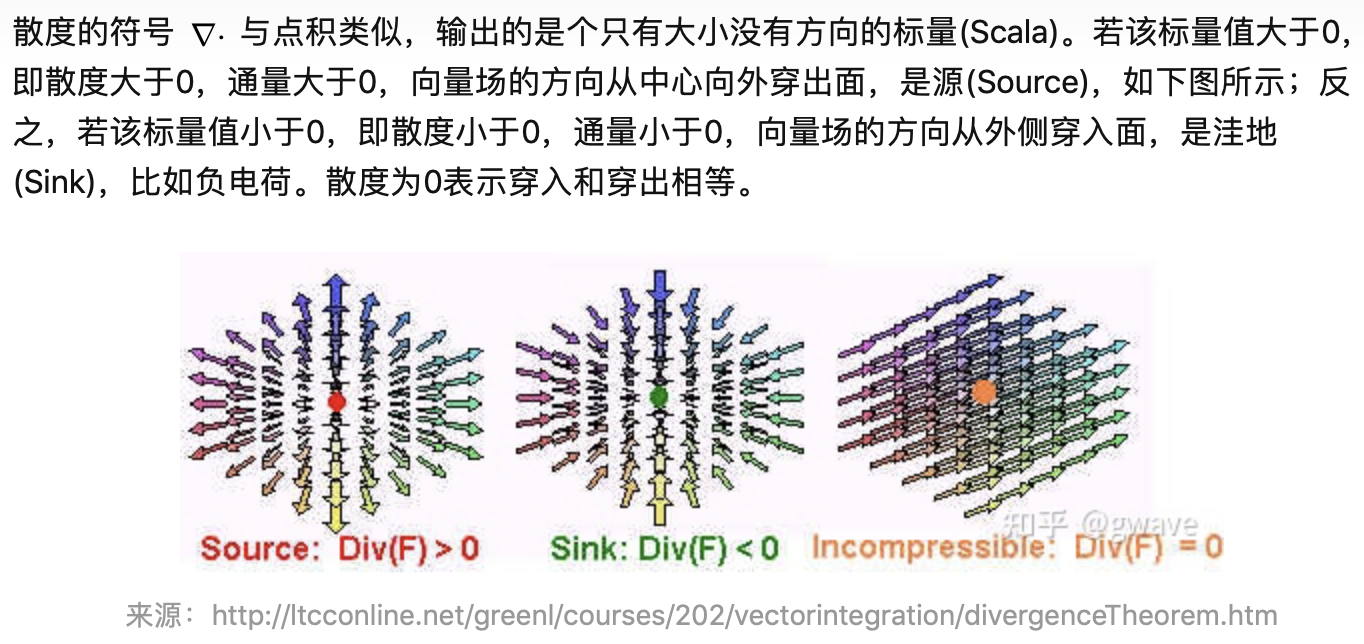 散度的符号 ∇· 与点积类似，输出的是个只有大小没有方向的标量(Scala)。若该标量值大于0，
即散度大于0，通量大于0，向量场的方向从中心向外穿出面，是源(Source)，如下图所示；反
之，若该标量值小于0，即散度小于0，通量小于0，向量场的方向从外侧穿入面，是洼地
(Sink)，比如负电荷。散度为0表示穿入和穿出相等。
知乎 @gwave
Source: Div(F) > 0 Sink: Div(F) < 0 Incompressible: Div(F) = 0
来源：http://ltcconline.net/greenl/courses/202/vectorintegration/divergenceTheorem.htm